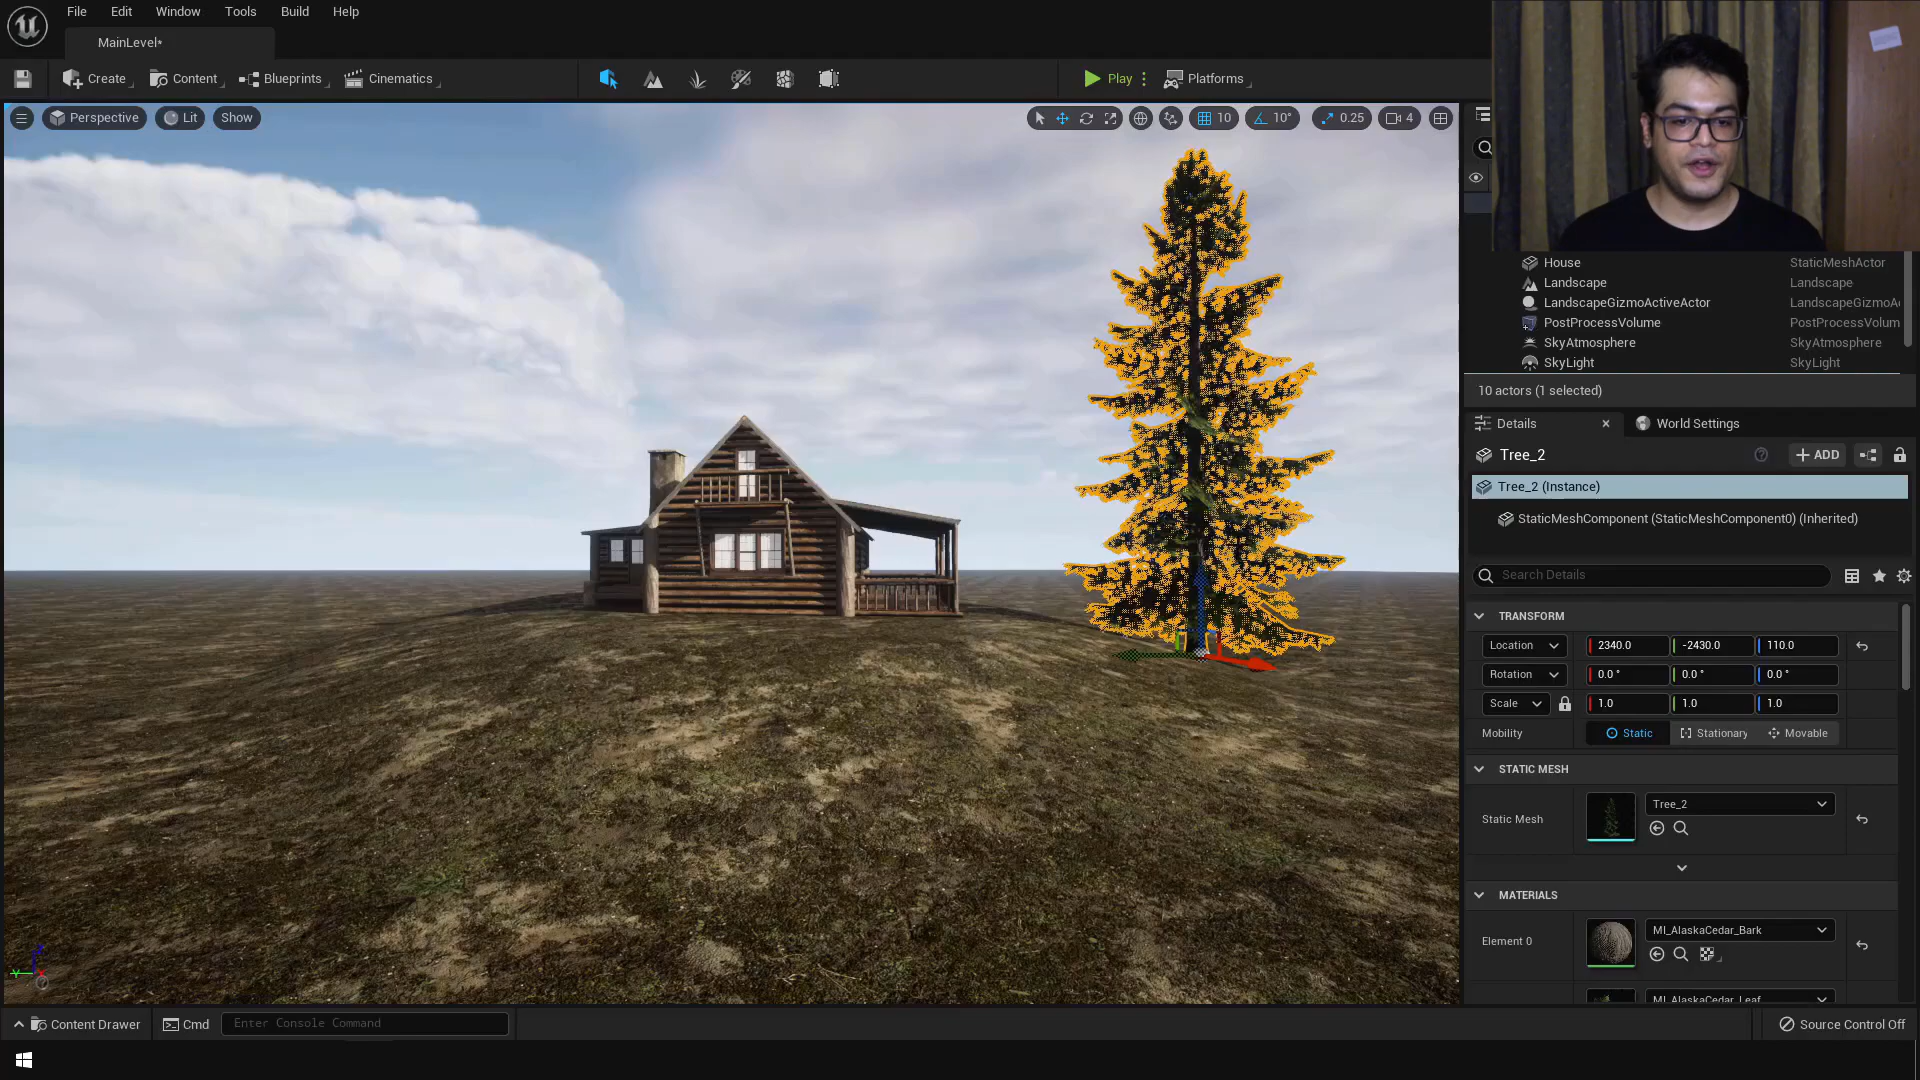 File Edit Window Tools Build Help
MainLevel*
Create Content Blueprints Cinematics Play Platforms
Perspective Lit Show 10 10° 0.25 4
House StaticMeshActor
Landscape Landscape
LandscapeGizmoActiveActor LandscapeGizmoA
PostProcessVolume PostProcessVolum
SkyAtmosphere SkyAtmosphere
SkyLight SkyLight
10 actors (1 selected)
Details World Settings
Tree_2 ADD
Tree_2 (Instance)
StaticMeshComponent (StaticMeshComponent0) (Inherited)
Search Details
TRANSFORM
Location 2340.0 -2430.0 110.0
Rotation 0.0 ° 0.0 ° 0.0 °
Scale 1.0 1.0 1.0
Mobility Static Stationary Movable
STATIC MESH
Static Mesh Tree_2
MATERIALS
Element 0 MI_AlaskaCedar_Bark
MI_AlaskaCedar_Leaf
Content Drawer Cmd Enter Console Command Source Control Off